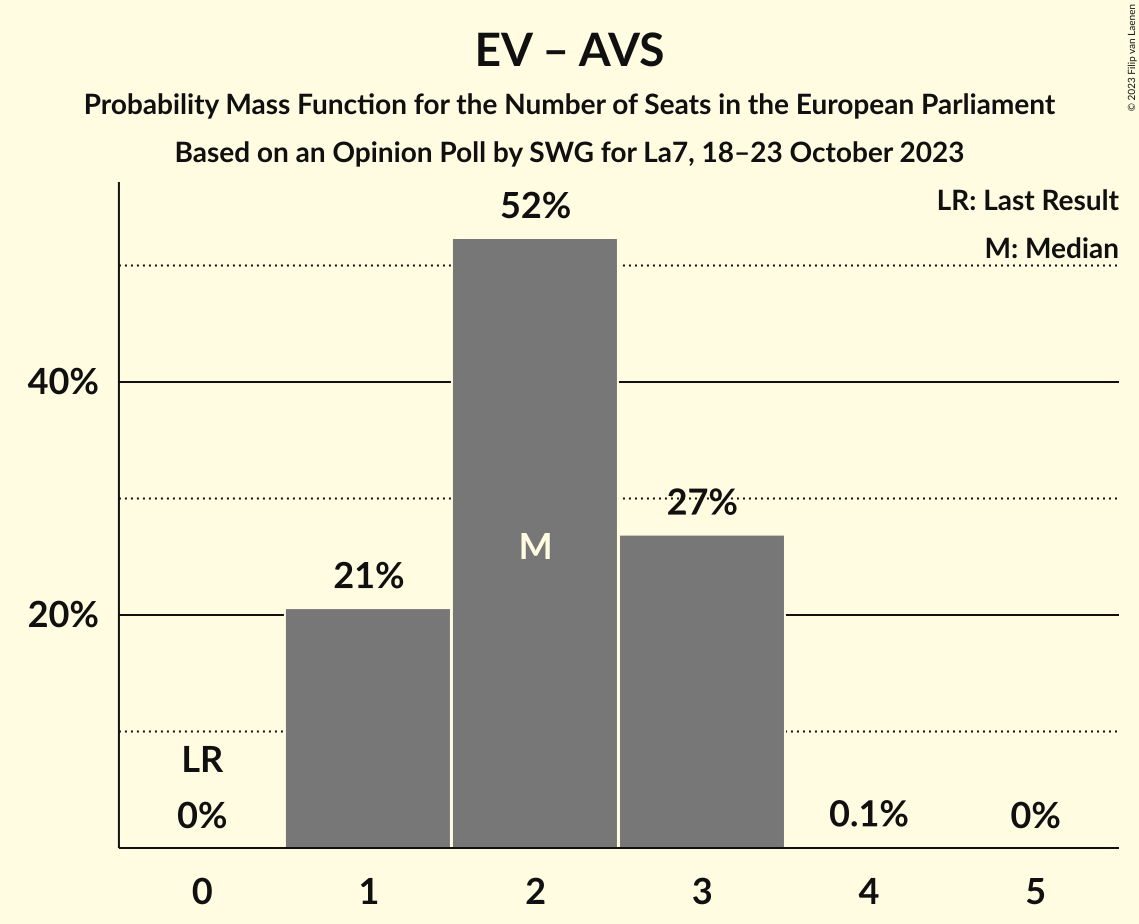 EV – AVS
Probability Mass Function for the Number of Seats in the European Parliament
Based on an Opinion Poll by SWG for La7, 18–23 October 2023
© 2023 Filip van Laenen
LR: Last Result
M: Median
52%
40%
27%
M
21%
20%
LR
0%
0.1%
0%
0 1 2 3 4 5